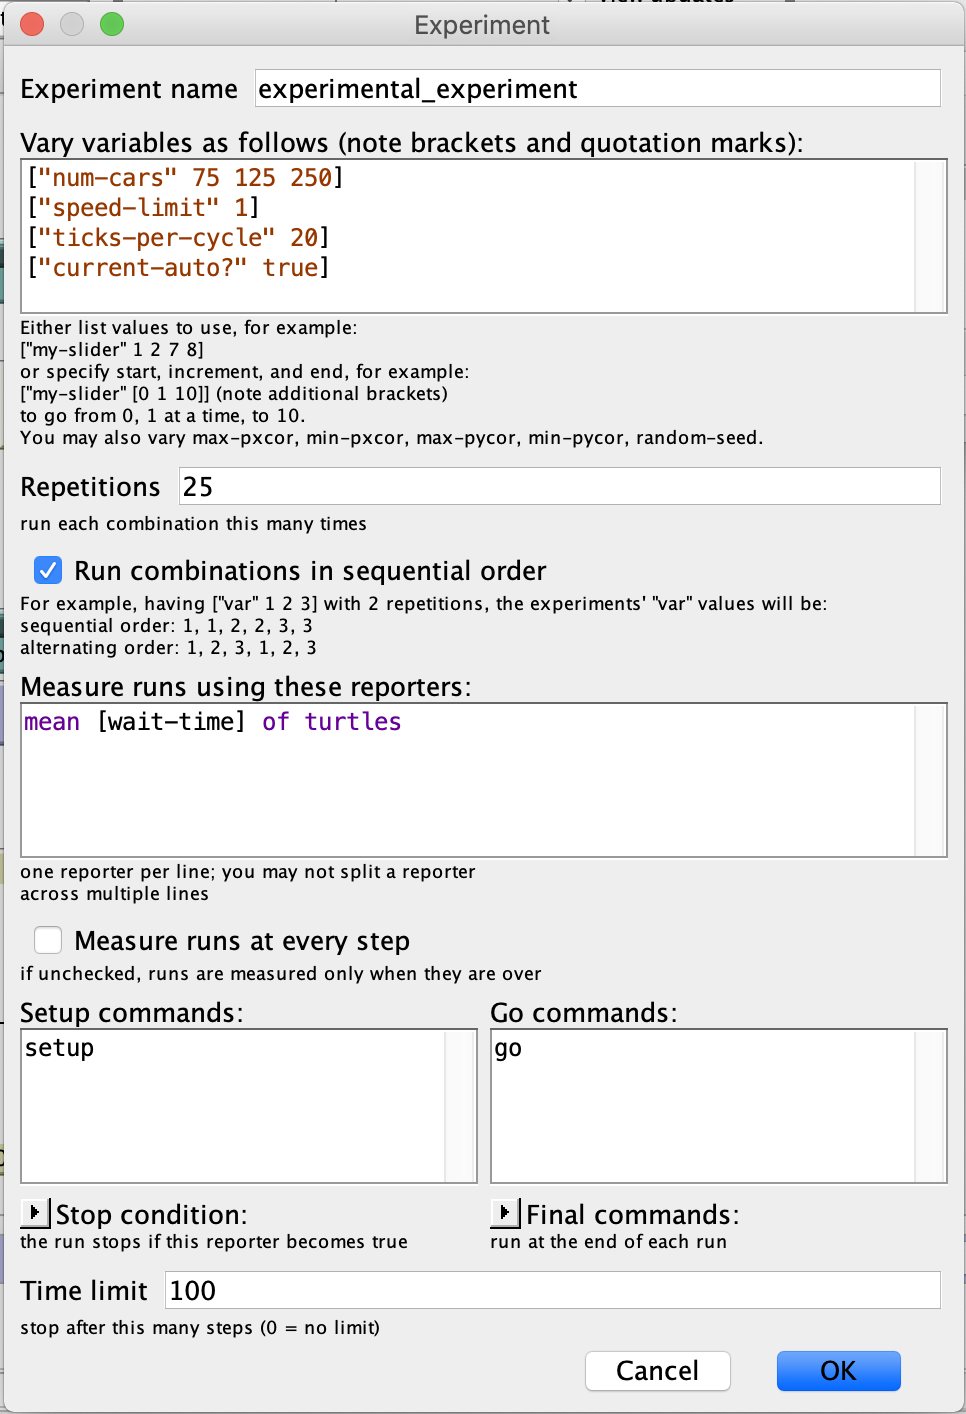 Experiment
Experiment name experimental_experiment
Vary variables as follows (note brackets and quotation marks):
["num-cars" 75 125 250]
["speed-limit" 1]
["ticks-per-cycle" 20]
["current-auto?" true]
Either list values to use, for example:
["my-slider" 1 2 7 8]
or specify start, increment, and end, for example:
["my-slider" [0 1 10]] (note additional brackets)
to go from 0, 1 at a time, to 10.
You may also vary max-pxcor, min-pxcor, max-pycor, min-pycor, random-seed.
Repetitions 25
run each combination this many times
Run combinations in sequential order
For example, having ["var" 1 2 3] with 2 repetitions, the experiments' "var" values will be:
sequential order: 1, 1, 2, 2, 3, 3
alternating order: 1, 2, 3, 1, 2, 3
Measure runs using these reporters:
mean [wait-time] of turtles
one reporter per line; you may not split a reporter
across multiple lines
Measure runs at every step
if unchecked, runs are measured only when they are over
Setup commands:
setup
Go commands:
go
Stop condition:
the run stops if this reporter becomes true
Final commands:
run at the end of each run
Time limit 100
stop after this many steps (0 = no limit)
Cancel
OK